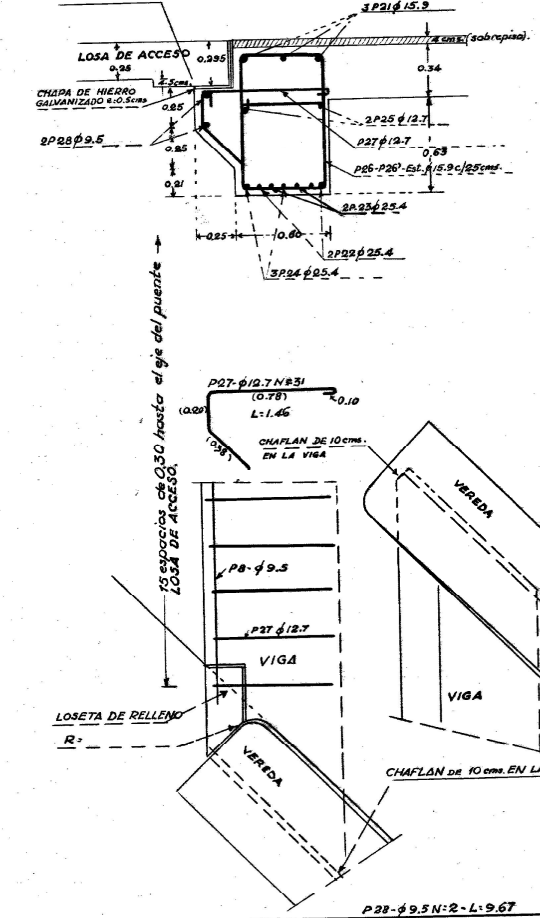 3P21φ15.9
4cms. (sobrepiso).
LOSA DE ACCESO
0.25
0.295
0.34
4.5cms.
CHAPA DE HIERRO
GALVANIZADO e=0.5cms
0.25
2P25φ12.7
2P28φ9.5
P27φ12.7
0.25
0.63
P26-P26'-Est.φ15.9c/25cms.
0.21
2P.23φ25.4
0.25
0.60
2P22φ25.4
3P.24φ25.4
15 espacios de 0.30 hasta el eje del puente
LOSA DE ACCESO.
P27-φ12.7 N=31
(0.78)
0.10
(0.20)
L=1.46
(0.38)
CHAFLAN DE 10cms.
EN LA VIGA
VEREDA
P8-φ9.5
P27φ12.7
VIGA
VIGA
LOSETA DE RELLENO
R=
VEREDA
CHAFLAN de 10 cms. EN L
P28-φ9.5 N=2-L=9.67